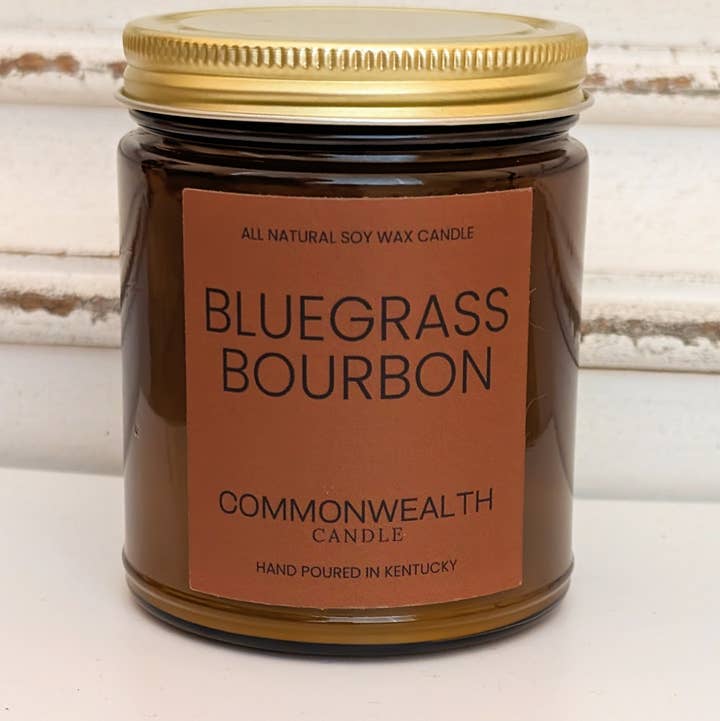 ALL NATURAL SOY WAX CANDLE
BLUEGRASS
BOURBON
COMMONWEALTH
CANDLE
HAND POURED IN KENTUCKY